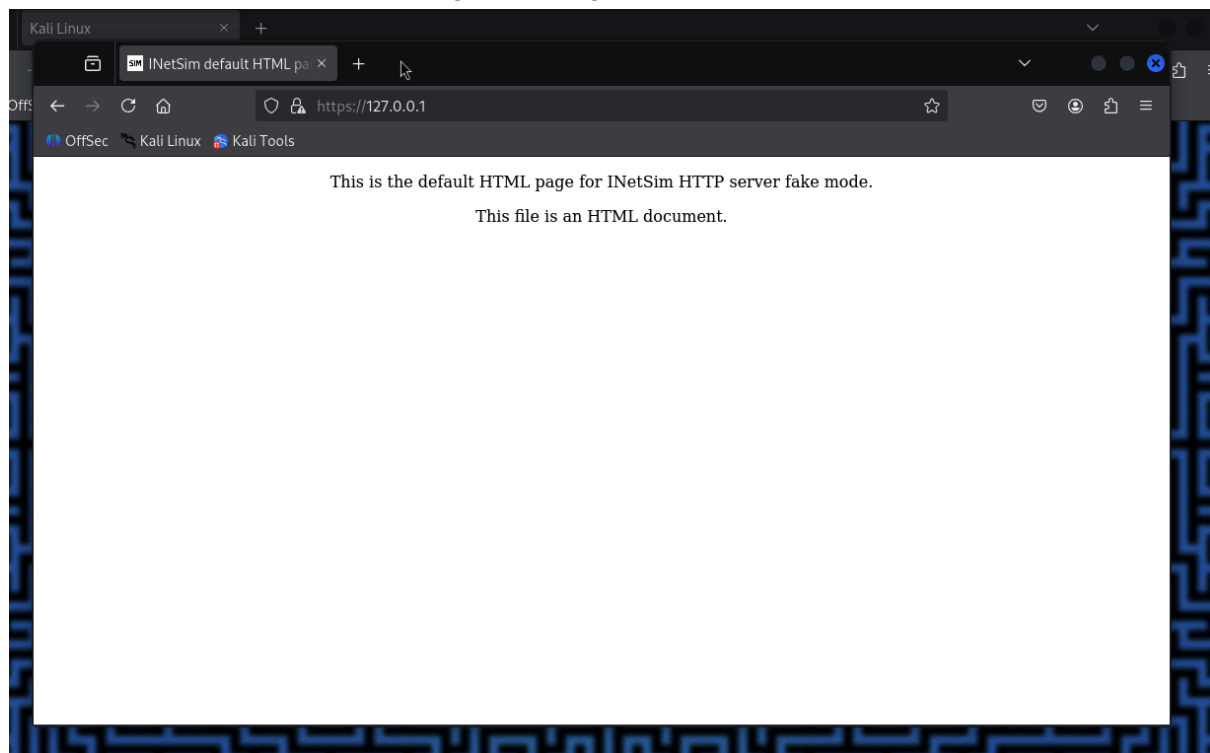 Kali Linux
INetSim default HTML pa
https://127.0.0.1
OffSec Kali Linux Kali Tools
This is the default HTML page for INetSim HTTP server fake mode.
This file is an HTML document.